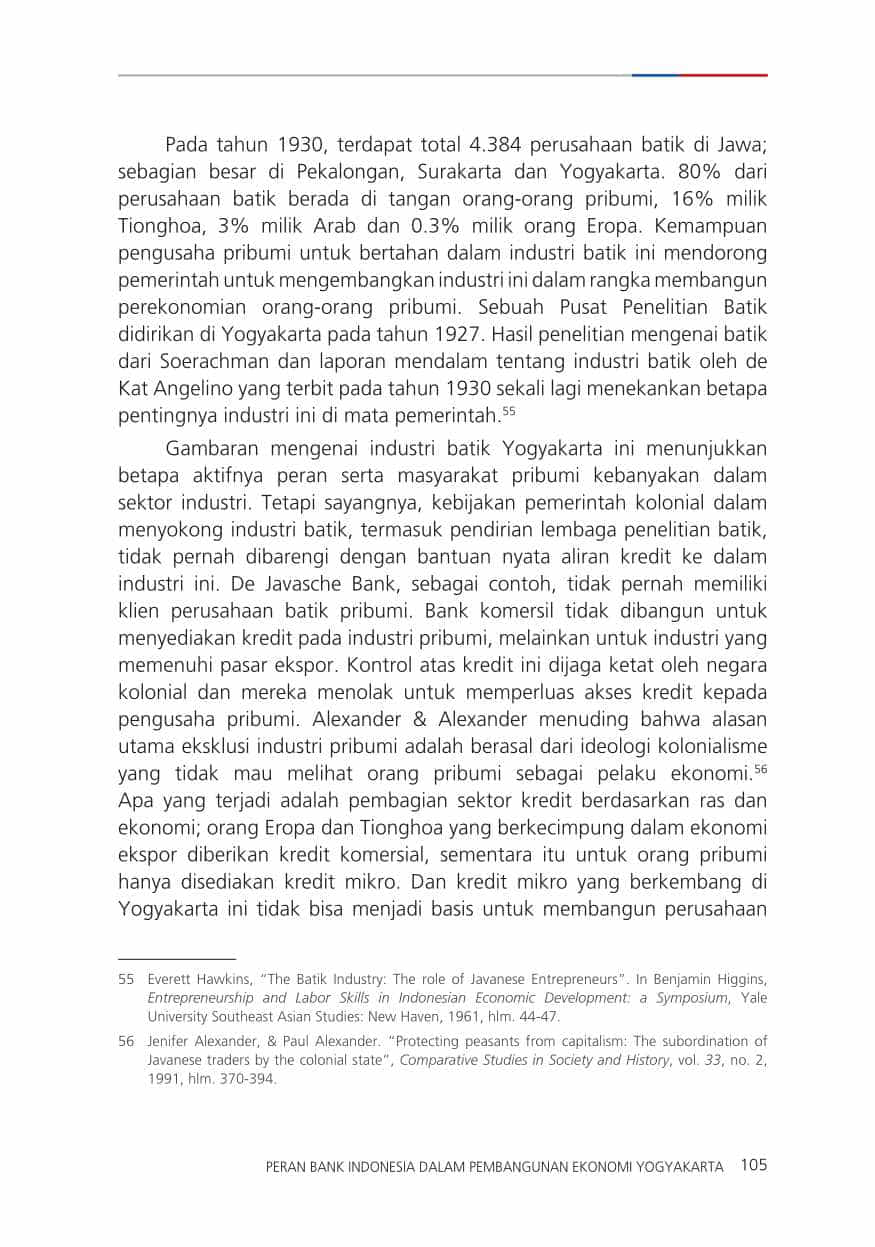 Pada tahun 1930, terdapat total 4.384 perusahaan batik di Jawa;
sebagian besar di Pekalongan, Surakarta dan Yogyakarta. 80% dari
perusahaan batik berada di tangan orang-orang pribumi, 16% milik
Tionghoa, 3% milik Arab dan 0.3% milik orang Eropa. Kemampuan
pengusaha pribumi untuk bertahan dalam industri batik ini mendorong
pemerintah untuk mengembangkan industri ini dalam rangka membangun
perekonomian orang-orang pribumi. Sebuah Pusat Penelitian Batik
didirikan di Yogyakarta pada tahun 1927. Hasil penelitian mengenai batik
dari Soerachman dan laporan mendalam tentang industri batik oleh de
Kat Angelino yang terbit pada tahun 1930 sekali lagi menekankan betapa
pentingnya industri ini di mata pemerintah.55
Gambaran mengenai industri batik Yogyakarta ini menunjukkan
betapa aktifnya peran serta masyarakat pribumi kebanyakan dalam
sektor industri. Tetapi sayangnya, kebijakan pemerintah kolonial dalam
menyokong industri batik, termasuk pendirian lembaga penelitian batik,
tidak pernah dibarengi dengan bantuan nyata aliran kredit ke dalam
industri ini. De Javasche Bank, sebagai contoh, tidak pernah memiliki
klien perusahaan batik pribumi. Bank komersil tidak dibangun untuk
menyediakan kredit pada industri pribumi, melainkan untuk industri yang
memenuhi pasar ekspor. Kontrol atas kredit ini dijaga ketat oleh negara
kolonial dan mereka menolak untuk memperluas akses kredit kepada
pengusaha pribumi. Alexander & Alexander menuding bahwa alasan
utama eksklusi industri pribumi adalah berasal dari ideologi kolonialisme
yang tidak mau melihat orang pribumi sebagai pelaku ekonomi.56
Apa yang terjadi adalah pembagian sektor kredit berdasarkan ras dan
ekonomi; orang Eropa dan Tionghoa yang berkecimpung dalam ekonomi
ekspor diberikan kredit komersial, sementara itu untuk orang pribumi
hanya disediakan kredit mikro. Dan kredit mikro yang berkembang di
Yogyakarta ini tidak bisa menjadi basis untuk membangun perusahaan
55 Everett Hawkins, “The Batik Industry: The role of Javanese Entrepreneurs”. In Benjamin Higgins,
Entrepreneurship and Labor Skills in Indonesian Economic Development: a Symposium, Yale
University Southeast Asian Studies: New Haven, 1961, hlm. 44-47.
56 Jenifer Alexander, & Paul Alexander. “Protecting peasants from capitalism: The subordination of
Javanese traders by the colonial state”, Comparative Studies in Society and History, vol. 33, no. 2,
1991, hlm. 370-394.
PERAN BANK INDONESIA DALAM PEMBANGUNAN EKONOMI YOGYAKARTA 105